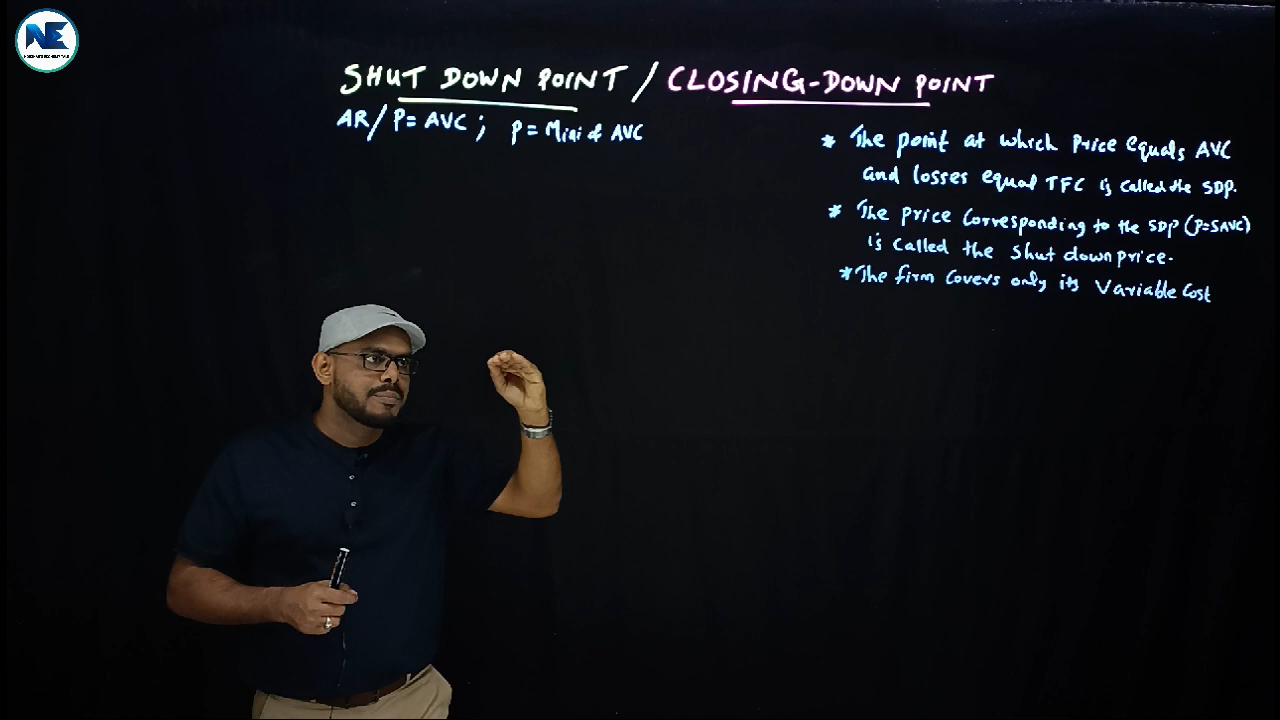 NE
SHUT DOWN POINT / CLOSING-DOWN POINT
AR/P = AVC ; P = Mini of AVC
* The point at which Price equals AVC
and losses equal TFC is called the SDP.
* The price corresponding to the SDP (P=SAVC)
is called the shut down price.
* The firm covers only its Variable Cost